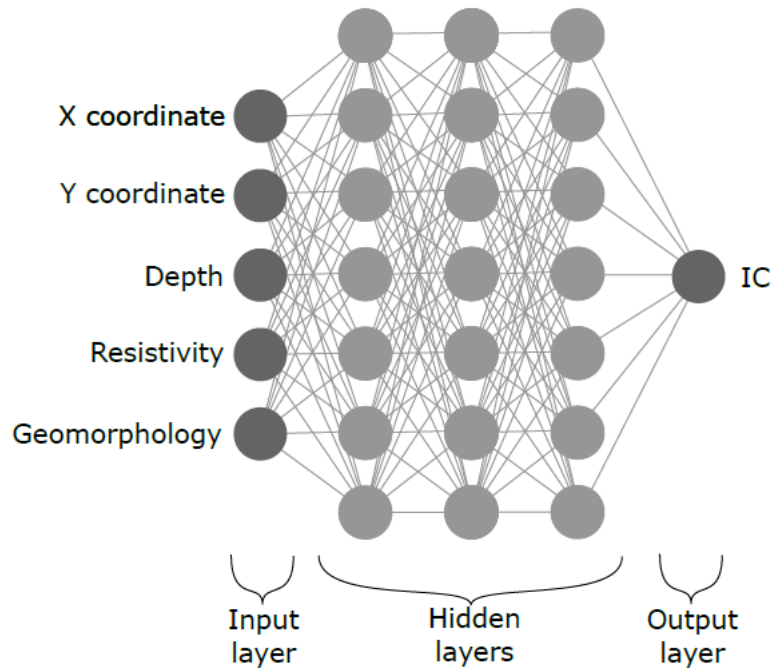 X coordinate
Y coordinate
Depth
Resistivity
Geomorphology
IC
Input
layer
Hidden
layers
Output
layer